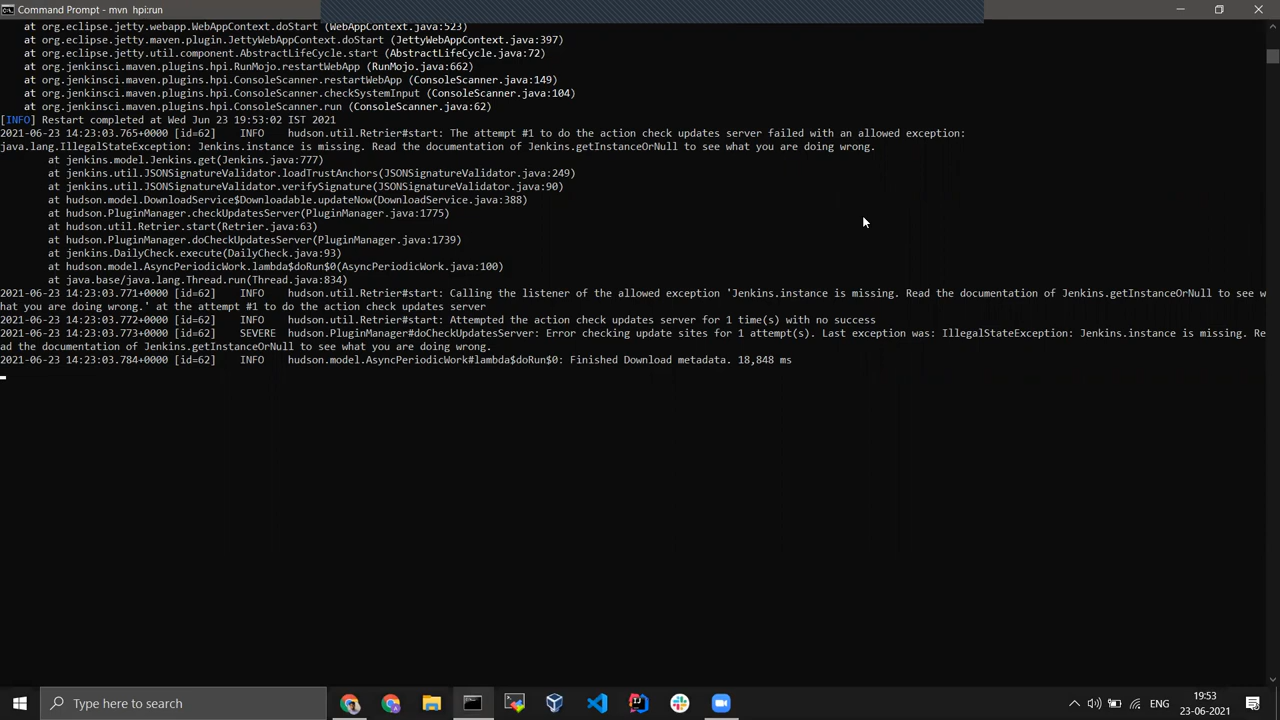 Command Prompt - mvn  hpi:run
at org.eclipse.jetty.webapp.WebAppContext.doStart (WebAppContext.java:523)
at org.eclipse.jetty.maven.plugin.JettyWebAppContext.doStart (JettyWebAppContext.java:397)
at org.eclipse.jetty.util.component.AbstractLifeCycle.start (AbstractLifeCycle.java:72)
at org.jenkinsci.maven.plugins.hpi.RunMojo.restartWebApp (RunMojo.java:662)
at org.jenkinsci.maven.plugins.hpi.ConsoleScanner.restartWebApp (ConsoleScanner.java:149)
at org.jenkinsci.maven.plugins.hpi.ConsoleScanner.checkSystemInput (ConsoleScanner.java:104)
at org.jenkinsci.maven.plugins.hpi.ConsoleScanner.run (ConsoleScanner.java:62)
[INFO] Restart completed at Wed Jun 23 19:53:02 IST 2021
2021-06-23 14:23:03.765+0000 [id=62]    INFO    hudson.util.Retrier#start: The attempt #1 to do the action check updates server failed with an allowed exception:
java.lang.IllegalStateException: Jenkins.instance is missing. Read the documentation of Jenkins.getInstanceOrNull to see what you are doing wrong.
at jenkins.model.Jenkins.get(Jenkins.java:777)
at jenkins.util.JSONSignatureValidator.loadTrustAnchors(JSONSignatureValidator.java:249)
at jenkins.util.JSONSignatureValidator.verifySignature(JSONSignatureValidator.java:90)
at hudson.model.DownloadService$Downloadable.updateNow(DownloadService.java:388)
at hudson.PluginManager.checkUpdatesServer(PluginManager.java:1775)
at hudson.util.Retrier.start(Retrier.java:63)
at hudson.PluginManager.doCheckUpdatesServer(PluginManager.java:1739)
at jenkins.DailyCheck.execute(DailyCheck.java:93)
at hudson.model.AsyncPeriodicWork.lambda$doRun$0(AsyncPeriodicWork.java:100)
at java.base/java.lang.Thread.run(Thread.java:834)
2021-06-23 14:23:03.771+0000 [id=62]    INFO    hudson.util.Retrier#start: Calling the listener of the allowed exception 'Jenkins.instance is missing. Read the documentation of Jenkins.getInstanceOrNull to see w
hat you are doing wrong.' at the attempt #1 to do the action check updates server
2021-06-23 14:23:03.772+0000 [id=62]    INFO    hudson.util.Retrier#start: Attempted the action check updates server for 1 time(s) with no success
2021-06-23 14:23:03.773+0000 [id=62]    SEVERE  hudson.PluginManager#doCheckUpdatesServer: Error checking update sites for 1 attempt(s). Last exception was: IllegalStateException: Jenkins.instance is missing. Re
ad the documentation of Jenkins.getInstanceOrNull to see what you are doing wrong.
2021-06-23 14:23:03.784+0000 [id=62]    INFO    hudson.model.AsyncPeriodicWork#lambda$doRun$0: Finished Download metadata. 18,848 ms
Type here to search
ENG
19:53
23-06-2021